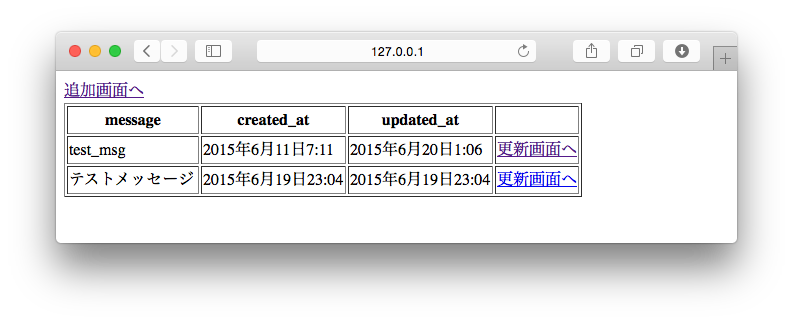 127.0.0.1
追加画面へ
message created_at updated_at
test_msg 2015年6月11日7:11 2015年6月20日1:06 更新画面へ
テストメッセージ 2015年6月19日23:04 2015年6月19日23:04 更新画面へ